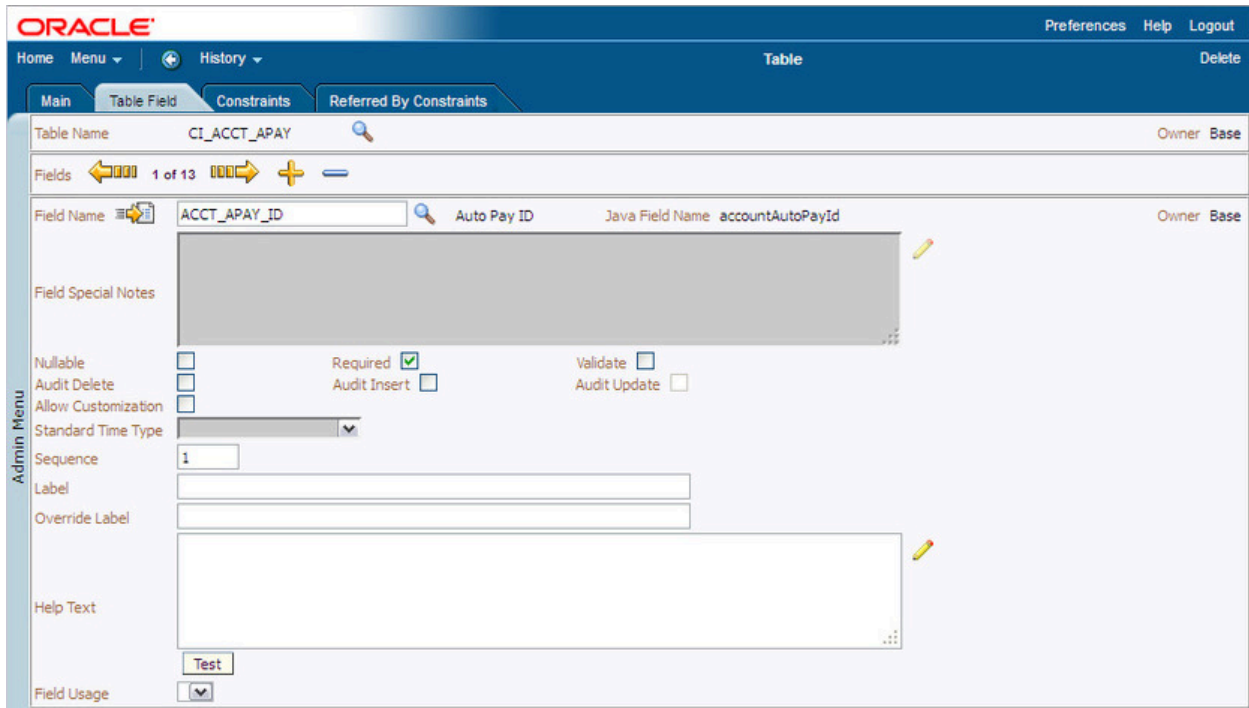 ORACLE
Preferences Help Logout
Home Menu History Table Delete
Main Table Field Constraints Referred By Constraints
Table Name CI_ACCT_APAY Owner Base
Fields 1 of 13
Field Name ACCT_APAY_ID Auto Pay ID Java Field Name accountAutoPayId Owner Base
Field Special Notes
Nullable Required Validate
Audit Delete Audit Insert Audit Update
Allow Customization
Standard Time Type
Sequence 1
Label
Override Label
Help Text
Test
Field Usage
Admin Menu